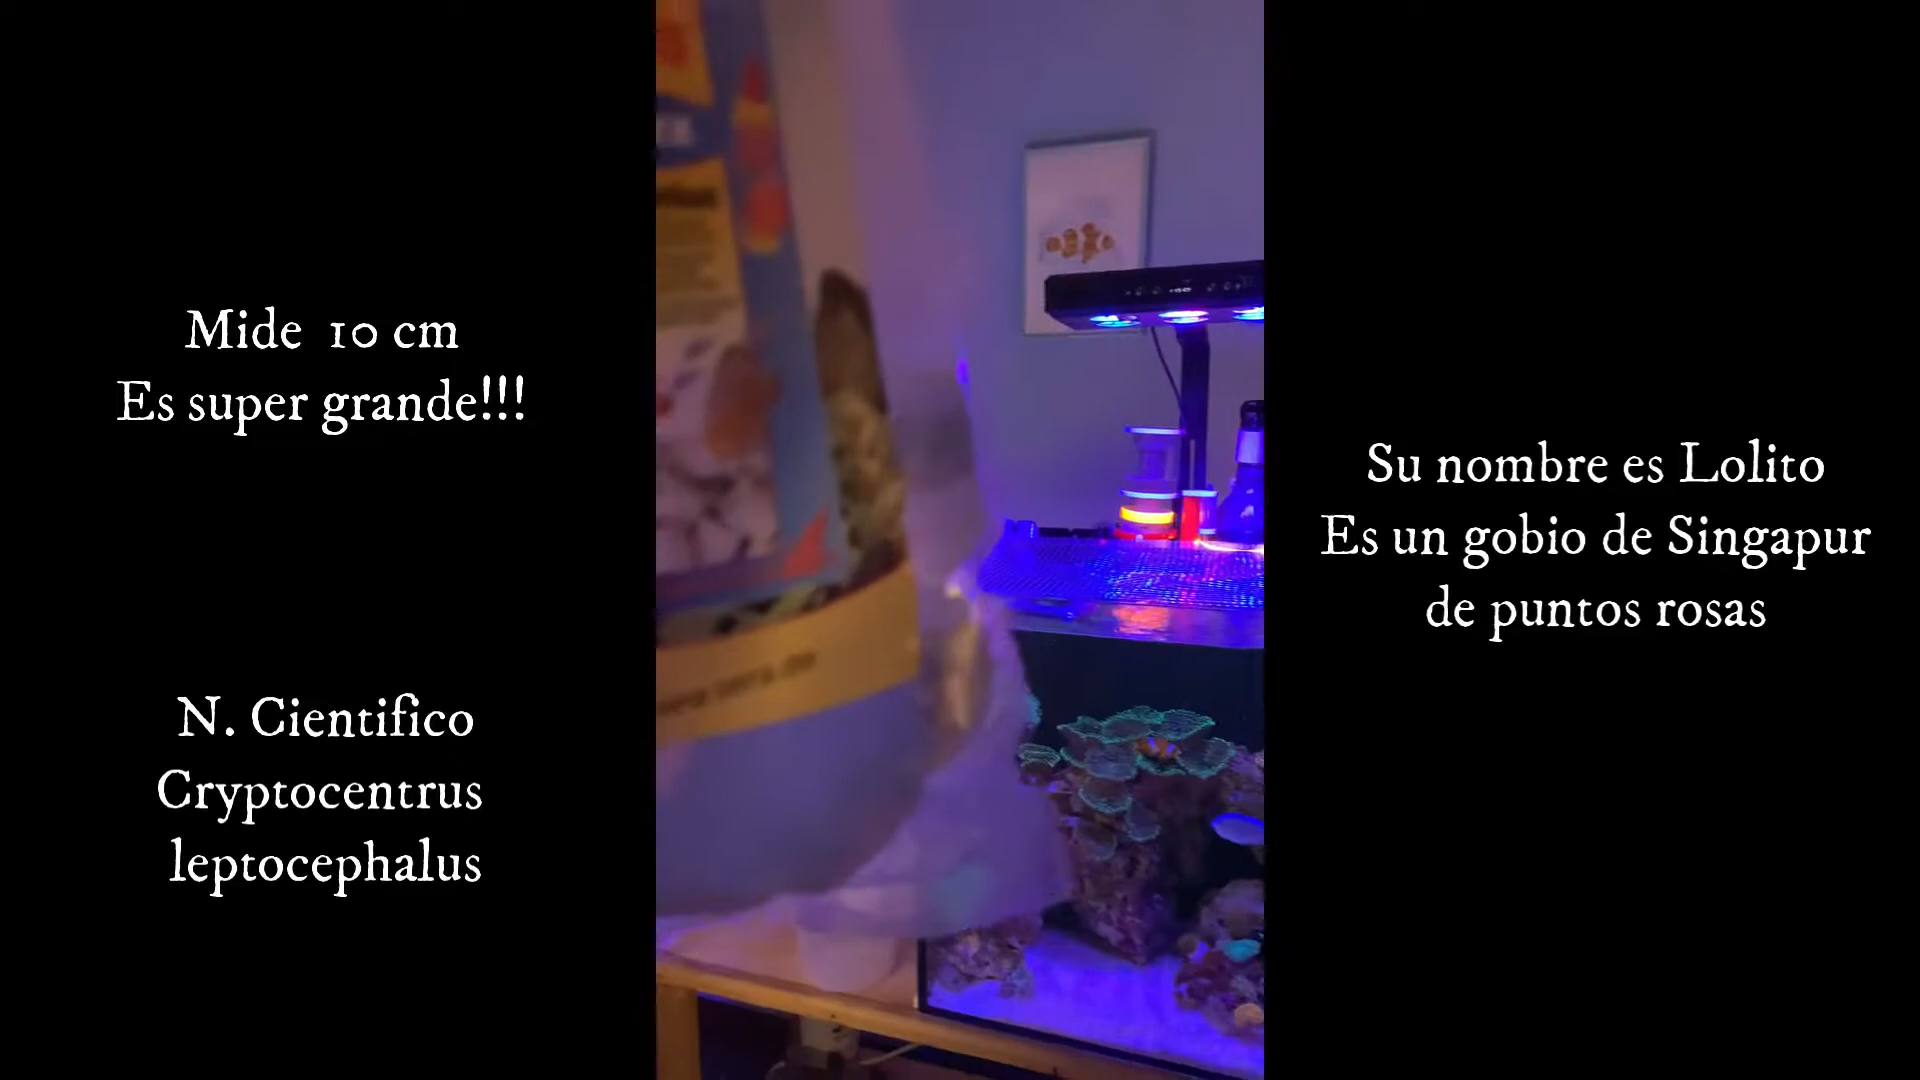 Mide 10 cm
Es super grande!!!
N. Cientifico
Cryptocentrus
leptocephalus
Su nombre es Lolito
Es un gobio de Singapur
de puntos rosas